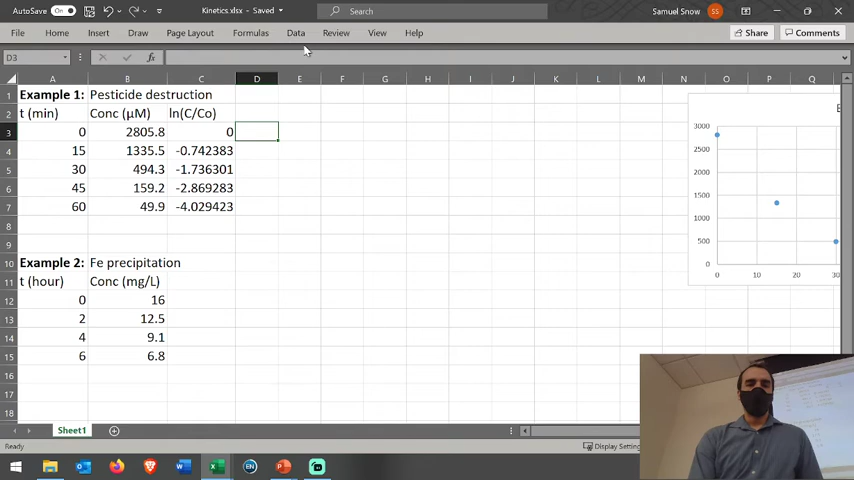 AutoSave On Kinetics.xlsx - Saved Search Samuel Snow SS
File Home Insert Draw Page Layout Formulas Data Review View Help Share Comments
D3 fx
A B C D E F G H I J K L M N O P Q
1 Example 1: Pesticide destruction
2 t (min) Conc (µM) ln(C/Co)
3 0 2805.8 0
4 15 1335.5 -0.742383
5 30 494.3 -1.736301
6 45 159.2 -2.869283
7 60 49.9 -4.029423
8
9
10 Example 2: Fe precipitation
11 t (hour) Conc (mg/L)
12 0 16
13 2 12.5
14 4 9.1
15 6 6.8
16
17
18
3000
2500
2000
1500
1000
500
0
0 10 20 30
Sheet1
Ready Display Settings
EN